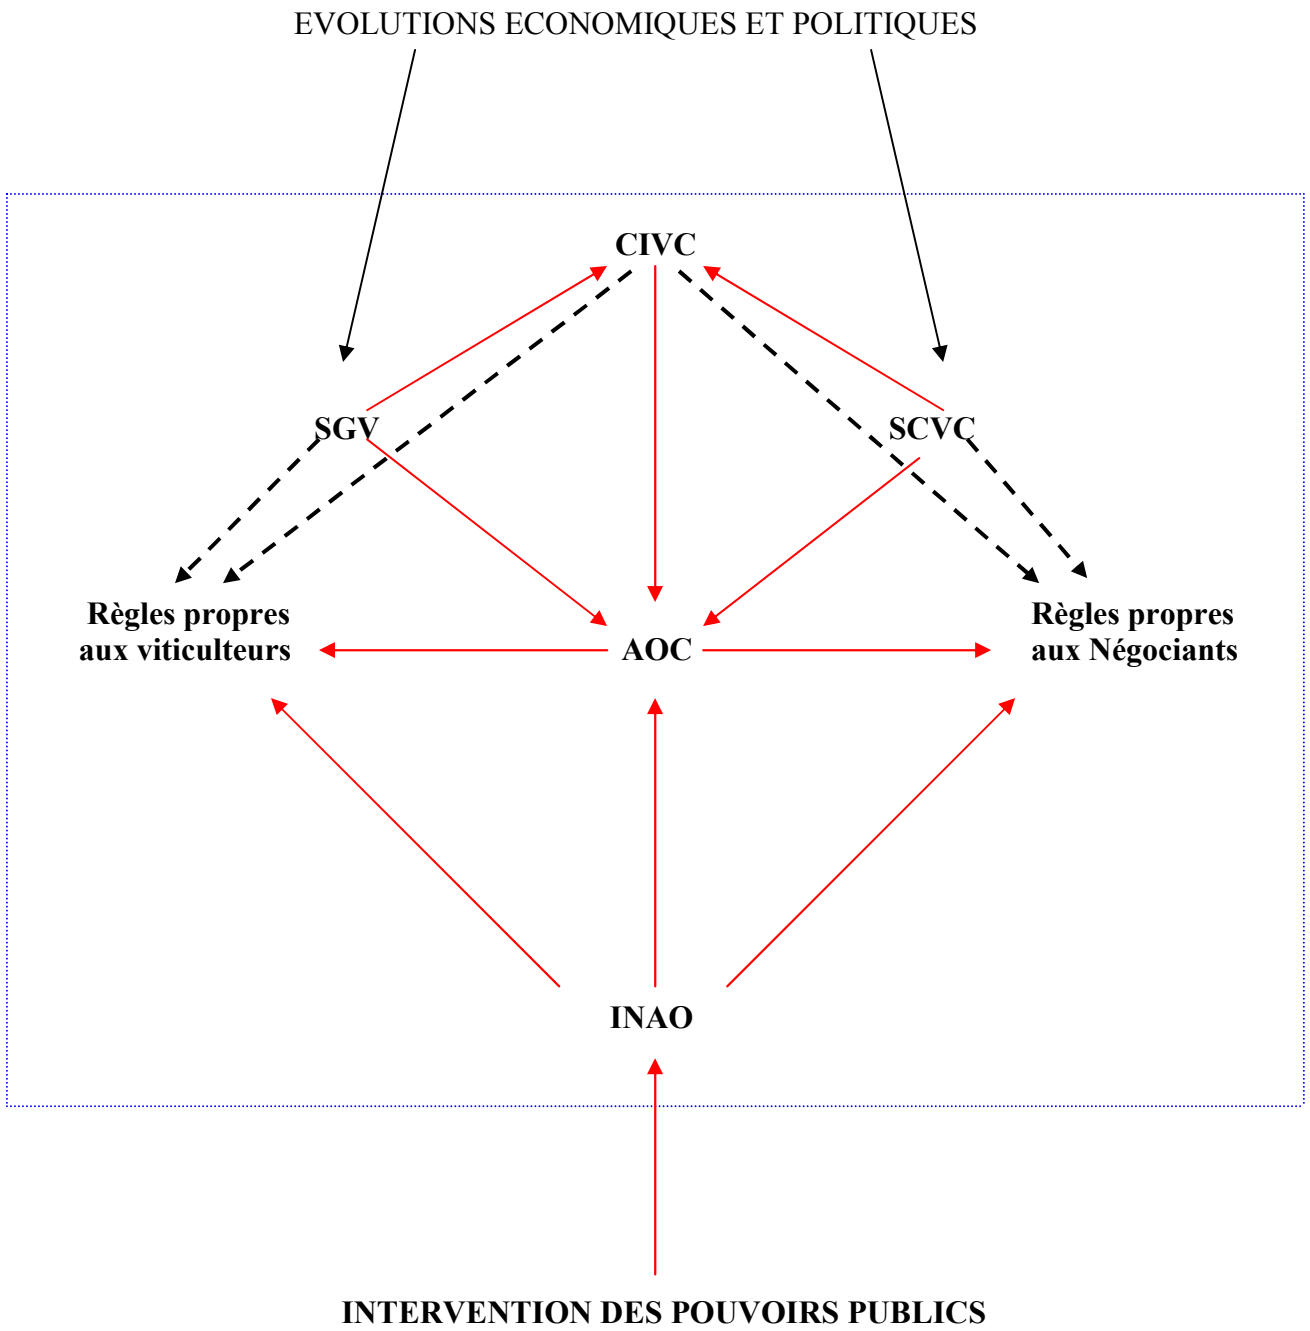 EVOLUTIONS ECONOMIQUES ET POLITIQUES
CIVC
SGV
SCVC
Règles propres
aux viticulteurs
AOC
Règles propres
aux Négociants
INAO
INTERVENTION DES POUVOIRS PUBLICS